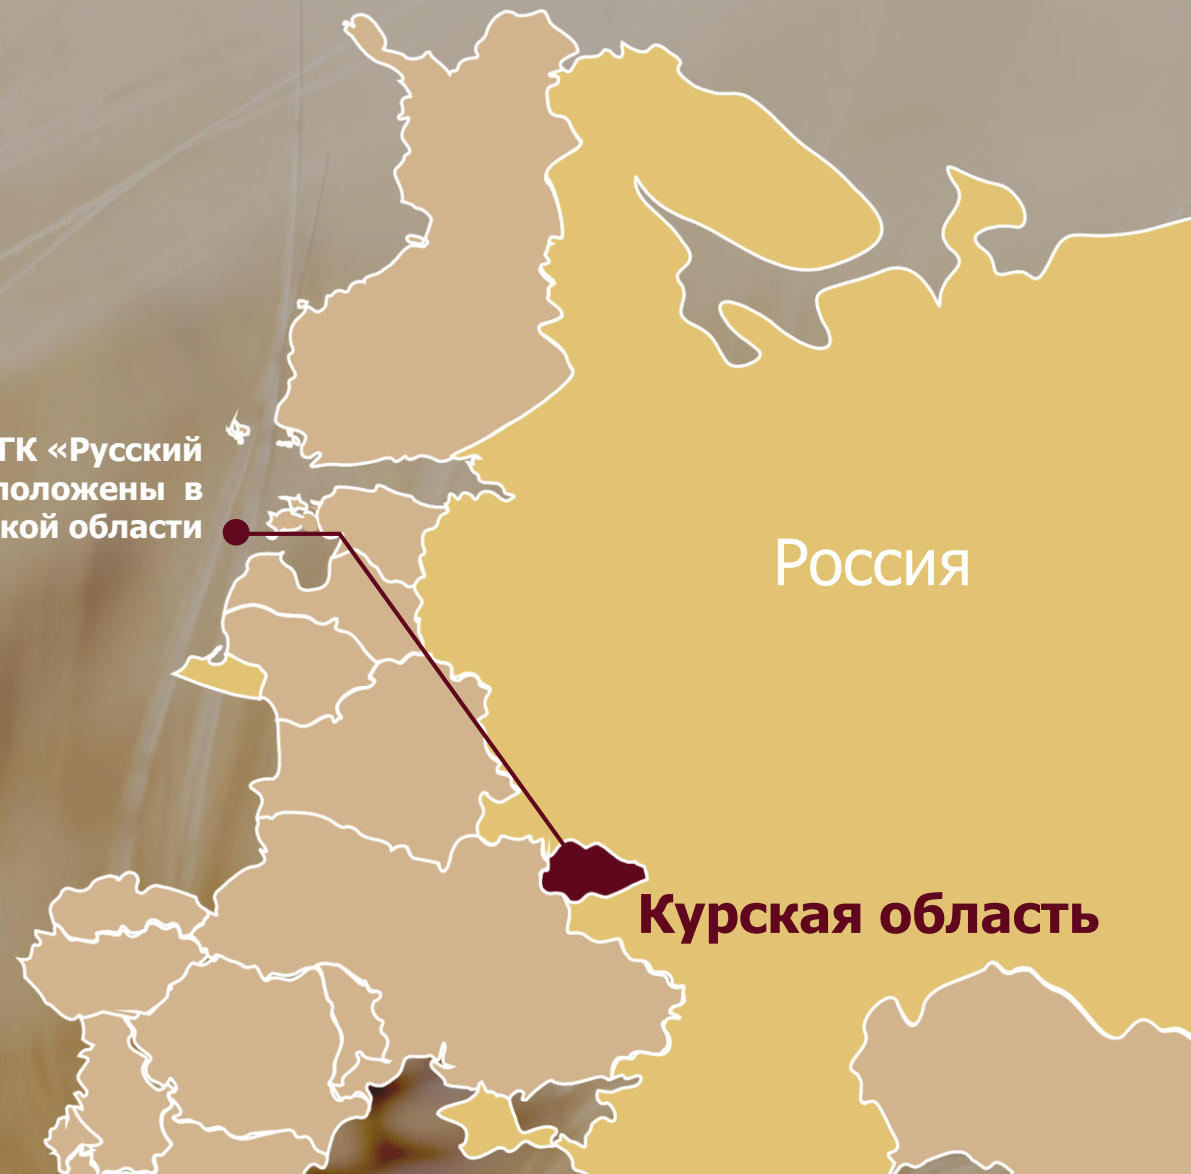 ГК «Русский
положены в
кой области
Россия
Курская область